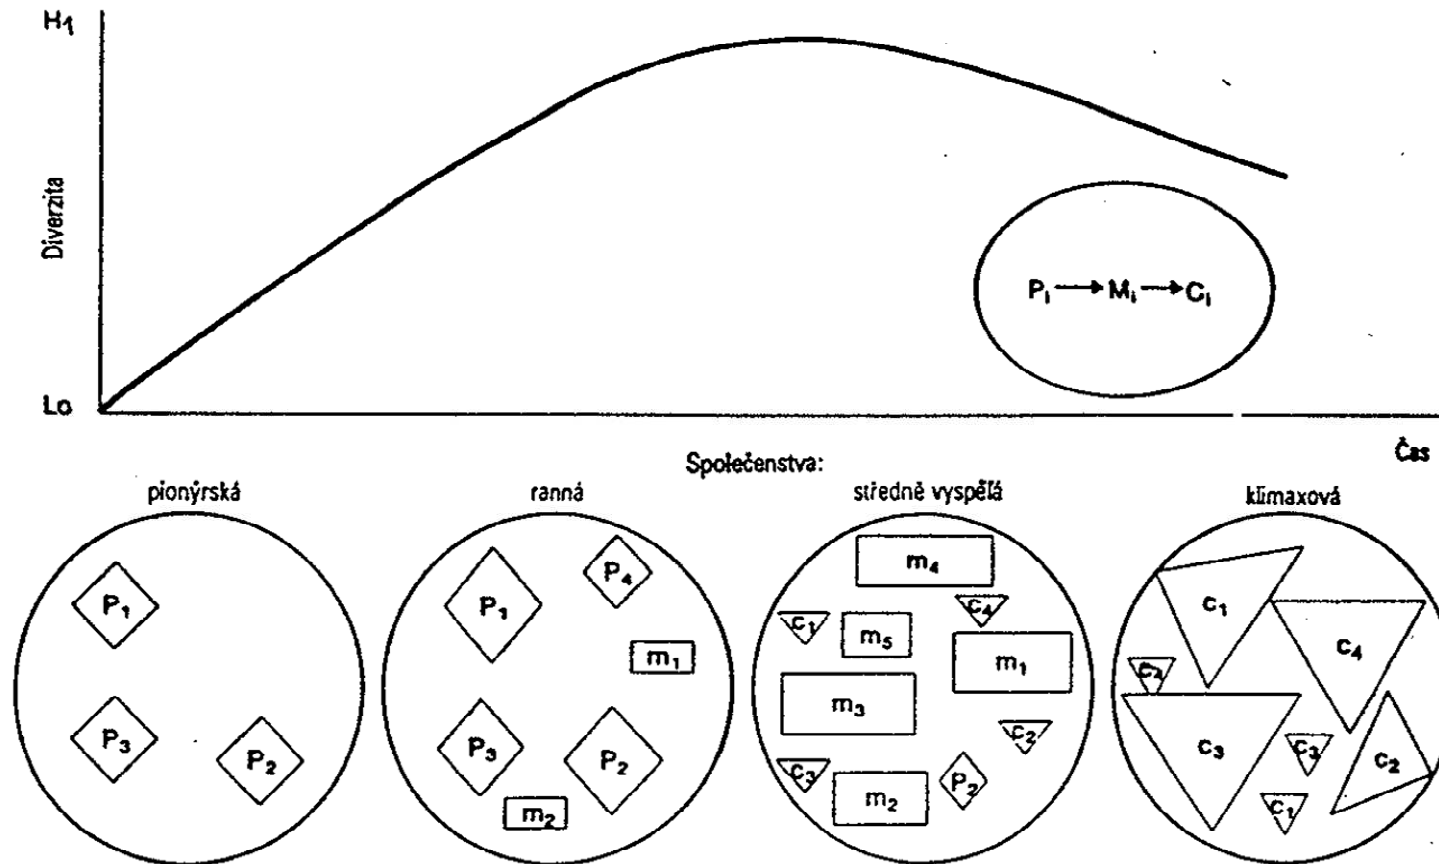 H₁
Diverzita
Pᵢ → Mᵢ → Cᵢ
Lo
Čas
Společenstva:
pionýrská
ranná
středně vyspělá
klimaxová
P₁
P₃
P₂
P₁
P₄
m₁
P₃
P₂
m₂
m₄
c₁
m₅
c₄
m₃
m₁
c₂
c₃
m₂
P₂
c₁
c₄
c₃
c₃
c₂
c₁